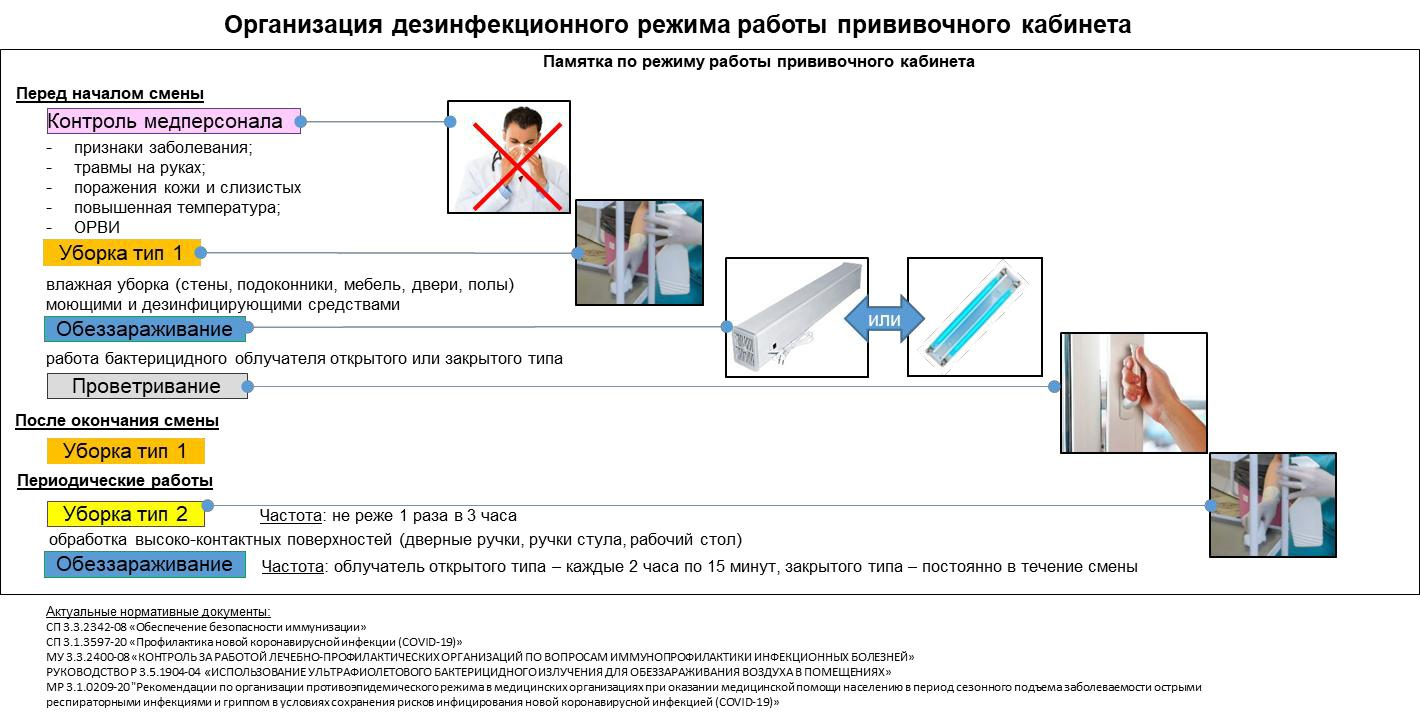 Организация дезинфекционного режима работы прививочного кабинета
Памятка по режиму работы прививочного кабинета
Перед началом смены
Контроль медперсонала
- признаки заболевания;
- травмы на руках;
- поражения кожи и слизистых
- повышенная температура;
- ОРВИ
Уборка тип 1
влажная уборка (стены, подоконники, мебель, двери, полы)
моющими и дезинфицирующими средствами
Обеззараживание
или
работа бактерицидного облучателя открытого или закрытого типа
Проветривание
После окончания смены
Уборка тип 1
Периодические работы
Уборка тип 2 Частота: не реже 1 раза в 3 часа
обработка высоко-контактных поверхностей (дверные ручки, ручки стула, рабочий стол)
Обеззараживание Частота: облучатель открытого типа – каждые 2 часа по 15 минут, закрытого типа – постоянно в течение смены
Актуальные нормативные документы:
СП 3.3.2342-08 «Обеспечение безопасности иммунизации»
СП 3.1.3597-20 «Профилактика новой коронавирусной инфекции (COVID-19)»
МУ 3.3.2400-08 «КОНТРОЛЬ ЗА РАБОТОЙ ЛЕЧЕБНО-ПРОФИЛАКТИЧЕСКИХ ОРГАНИЗАЦИЙ ПО ВОПРОСАМ ИММУНОПРОФИЛАКТИКИ ИНФЕКЦИОННЫХ БОЛЕЗНЕЙ»
РУКОВОДСТВО Р 3.5.1904-04 «ИСПОЛЬЗОВАНИЕ УЛЬТРАФИОЛЕТОВОГО БАКТЕРИЦИДНОГО ИЗЛУЧЕНИЯ ДЛЯ ОБЕЗЗАРАЖИВАНИЯ ВОЗДУХА В ПОМЕЩЕНИЯХ»
МР 3.1.0209-20 "Рекомендации по организации противоэпидемического режима в медицинских организациях при оказании медицинской помощи населению в период сезонного подъема заболеваемости острыми
респираторными инфекциями и гриппом в условиях сохранения рисков инфицирования новой коронавирусной инфекцией (COVID-19)»